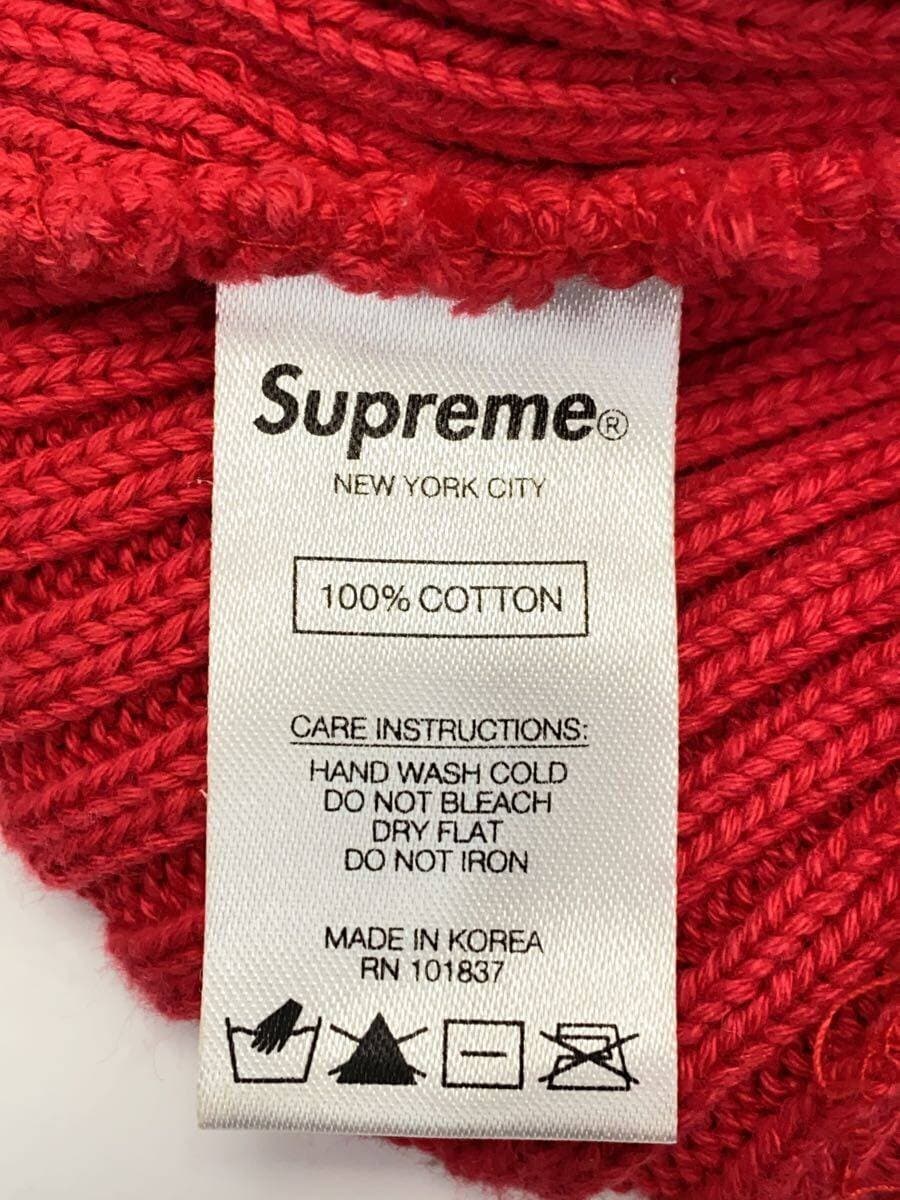 Supreme®
NEW YORK CITY
100% COTTON
CARE INSTRUCTIONS:
HAND WASH COLD
DO NOT BLEACH
DRY FLAT
DO NOT IRON
MADE IN KOREA
RN 101837